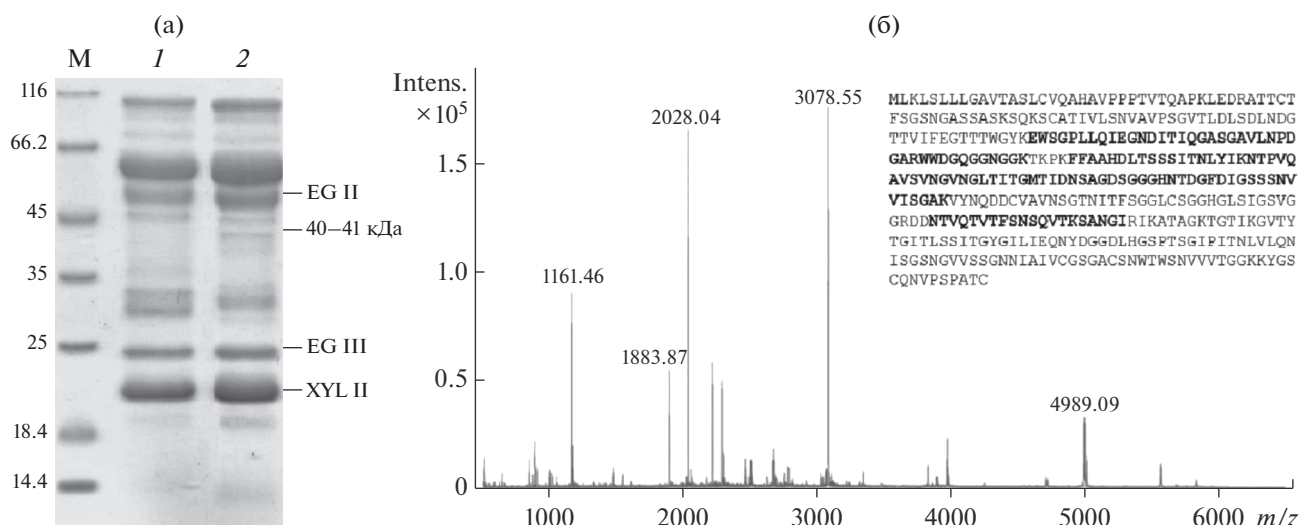 (а)
М 1 2
116
66.2
45
35
25
18.4
14.4
EG II
40–41 кДа
EG III
XYL II
(б)
Intens.
×10⁵
1.5
1.0
0.5
0
1161.46
1883.87
2028.04
3078.55
4989.09
1000 2000 3000 4000 5000 6000 m/z
MLKLSLLLGAVTASLCVQAHAVPPPTVTQAPKLEDRATTCT
FSGSNGASSASKSQKSCATIVLSNVAVPSGVTLDLSDLNDG
TTVIFEGTTTWGYKEWSGPLLQIEGNDITIQGASGAVLNPD
GARWWDGQGGNGGKTKPKFFAAHDLTSSSITNLYIKNTPVQ
AVSVNGVNGLTITGMTIDNSAGDSGGGHNTDGFDIGSSSNV
VISGAKVYNQDDCVAVNSGTNITFSGGLCSGGHGLSIGSVG
GRDDNTVQTVTFSNSQVTKSANGIRIKATAGKTGTIKGVTY
TGITLSSITGYGILIEQNYDGGDLHGSPTSGIPITNLVLQN
ISGSNGVVSSGNNIAIVCGSGACSNWTWSNVVVTGGKKYGS
CQNVPSPATC